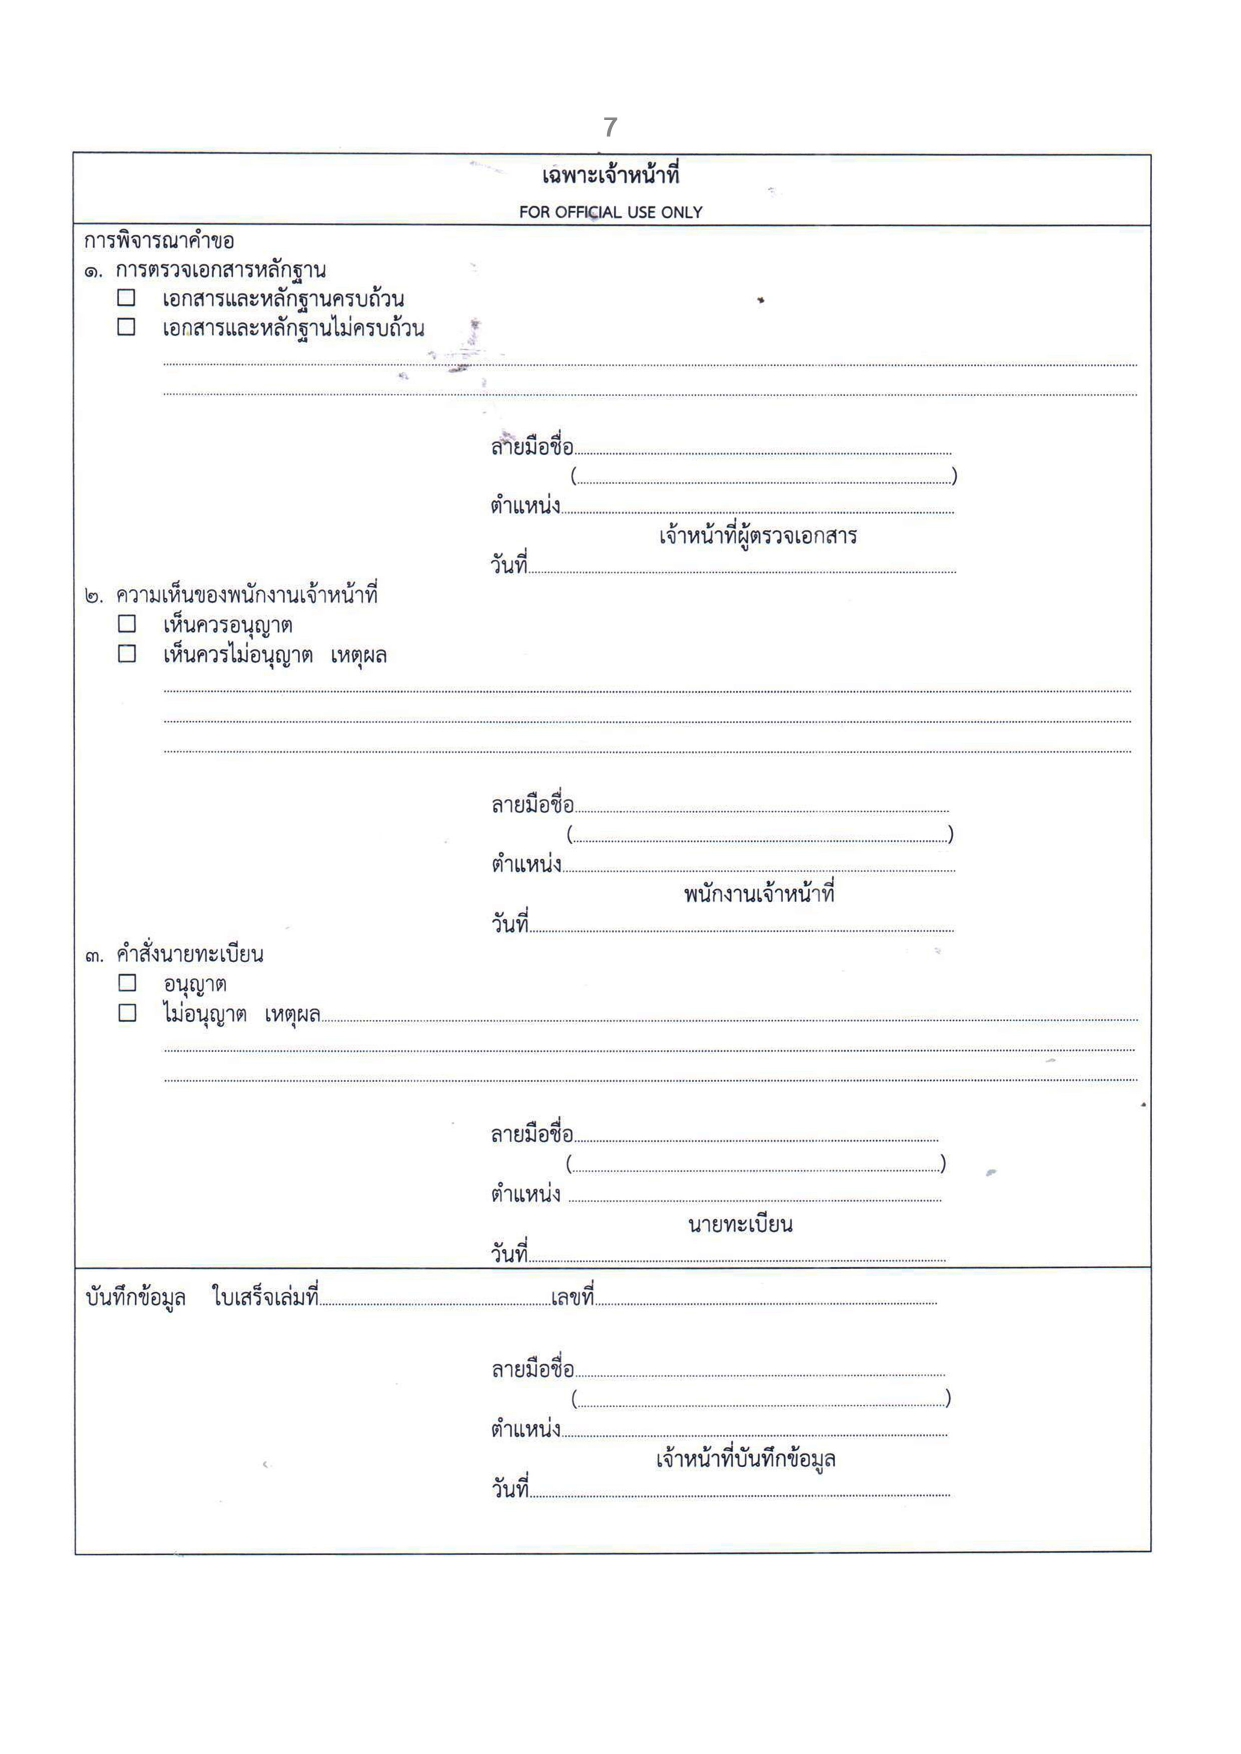 7
เฉพาะเจ้าหน้าที่
FOR OFFICIAL USE ONLY
การพิจารณาคำขอ
๑. การตรวจเอกสารหลักฐาน
☐ เอกสารและหลักฐานครบถ้วน
☐ เอกสารและหลักฐานไม่ครบถ้วน
ลายมือชื่อ
( )
ตำแหน่ง
เจ้าหน้าที่ผู้ตรวจเอกสาร
วันที่
๒. ความเห็นของพนักงานเจ้าหน้าที่
☐ เห็นควรอนุญาต
☐ เห็นควรไม่อนุญาต เหตุผล
ลายมือชื่อ
( )
ตำแหน่ง
พนักงานเจ้าหน้าที่
วันที่
๓. คำสั่งนายทะเบียน
☐ อนุญาต
☐ ไม่อนุญาต เหตุผล
ลายมือชื่อ
( )
ตำแหน่ง
นายทะเบียน
วันที่
บันทึกข้อมูล ใบเสร็จเล่มที่ เลขที่
ลายมือชื่อ
( )
ตำแหน่ง
เจ้าหน้าที่บันทึกข้อมูล
วันที่